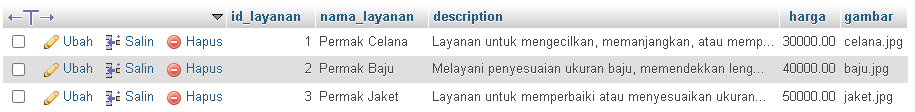 ←T→ id_layanan nama_layanan description harga gambar
Ubah Salin Hapus 1 Permak Celana Layanan untuk mengecilkan, memanjangkan, atau memp... 30000.00 celana.jpg
Ubah Salin Hapus 2 Permak Baju Melayani penyesuaian ukuran baju, memendekkan leng... 40000.00 baju.jpg
Ubah Salin Hapus 3 Permak Jaket Layanan untuk memperbaiki atau menyesuaikan ukuran... 50000.00 jaket.jpg